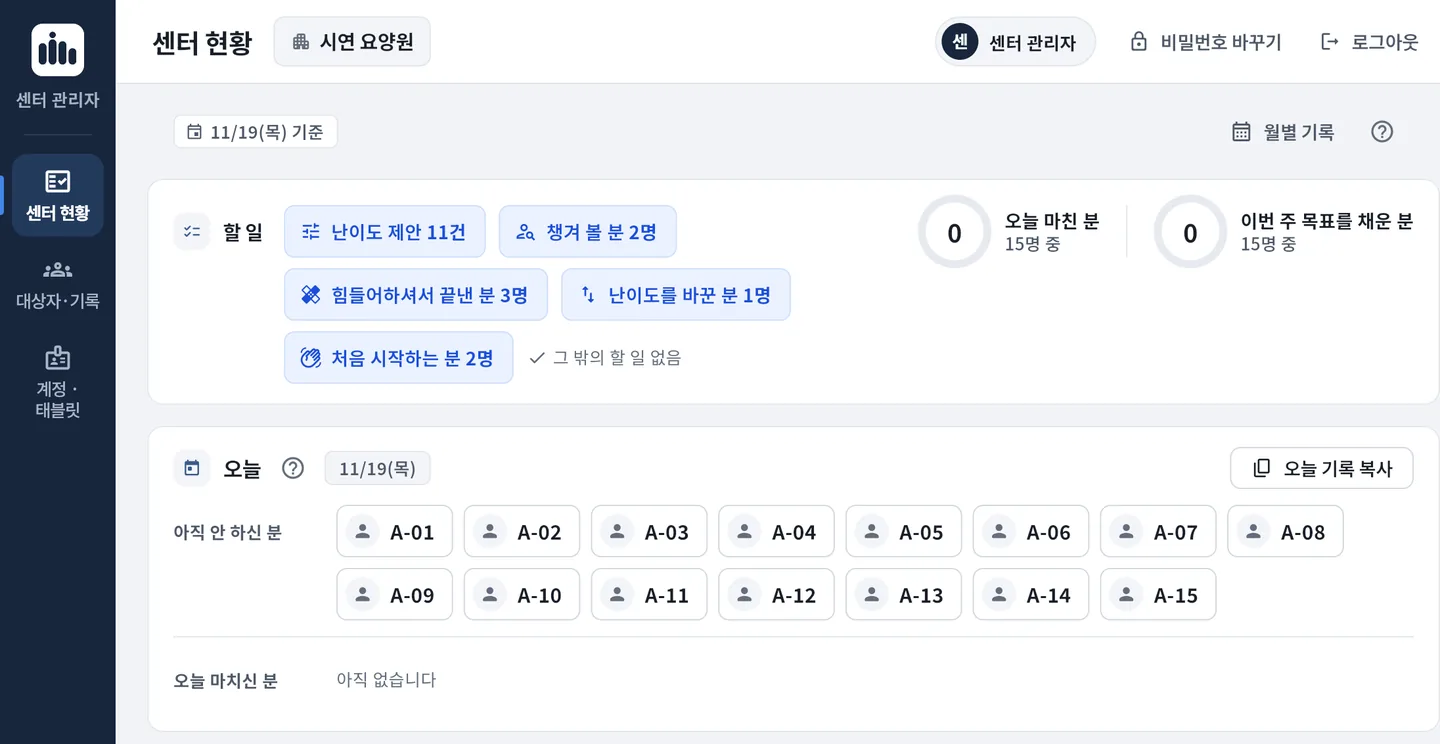 센터 관리자
센터 현황
대상자·기록
계정 ·
태블릿
센터 현황
시연 요양원
센
센터 관리자
비밀번호 바꾸기
로그아웃
11/19(목) 기준
월별 기록
할 일
난이도 제안 11건
챙겨 볼 분 2명
힘들어하셔서 끝낸 분 3명
난이도를 바꾼 분 1명
처음 시작하는 분 2명
그 밖의 할 일 없음
0
오늘 마친 분
15명 중
0
이번 주 목표를 채운 분
15명 중
오늘
11/19(목)
오늘 기록 복사
아직 안 하신 분
A-01
A-02
A-03
A-04
A-05
A-06
A-07
A-08
A-09
A-10
A-11
A-12
A-13
A-14
A-15
오늘 마치신 분
아직 없습니다